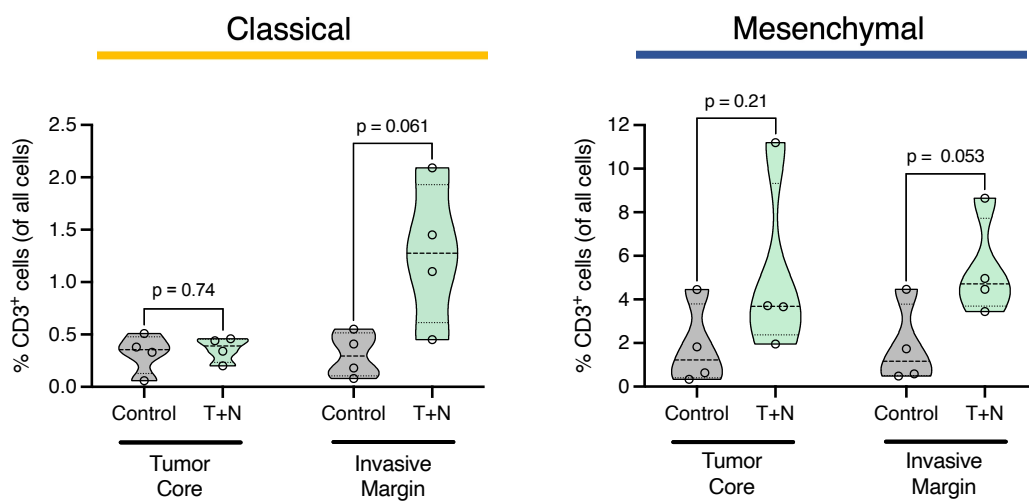 Classical
% CD3⁺ cells (of all cells)
2.5
2.0
1.5
1.0
0.5
0.0
p = 0.74
p = 0.061
Control T+N Control T+N
Tumor
Core
Invasive
Margin
Mesenchymal
% CD3⁺ cells (of all cells)
12
10
8
6
4
2
0
p = 0.21
p = 0.053
Control T+N Control T+N
Tumor
Core
Invasive
Margin